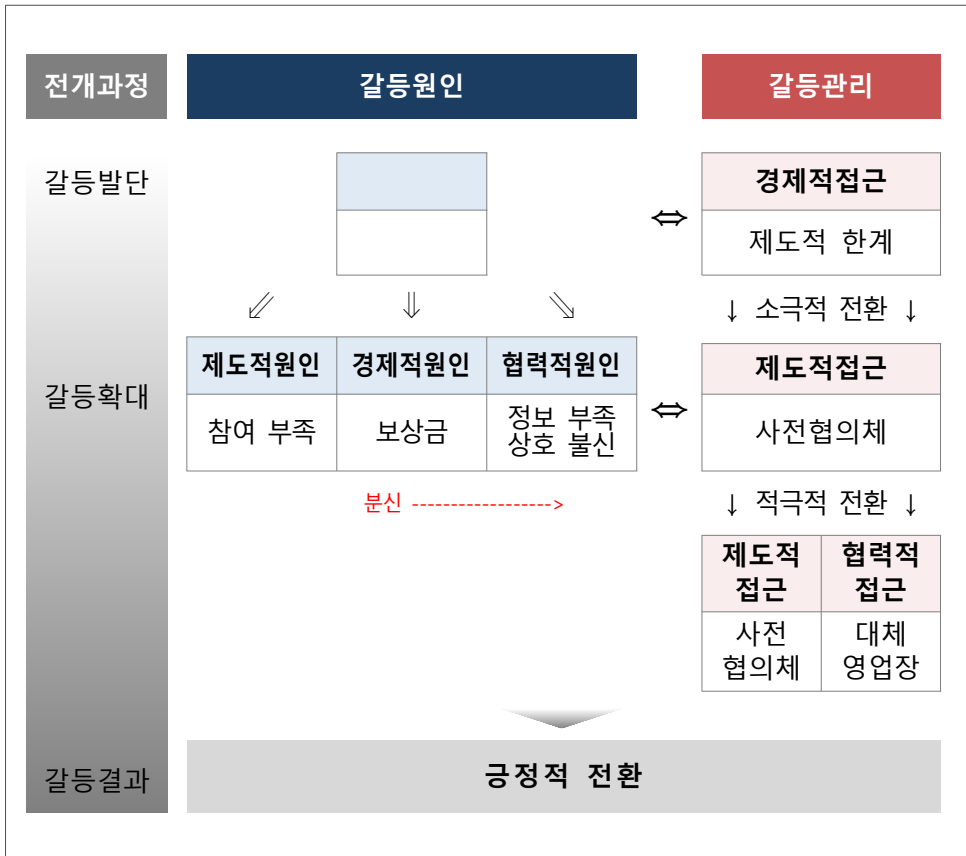 전개과정 갈등원인 갈등관리
갈등발단
경제적접근
⇔
제도적 한계
⇙ ⇓ ⇘
↓ 소극적 전환 ↓
갈등확대
제도적원인 경제적원인 협력적원인
제도적접근
⇔
참여 부족
보상금
정보 부족
상호 불신
사전협의체
분신 ------------------>
↓ 적극적 전환 ↓
제도적
접근
협력적
접근
사전
협의체
대체
영업장
갈등결과
긍정적 전환